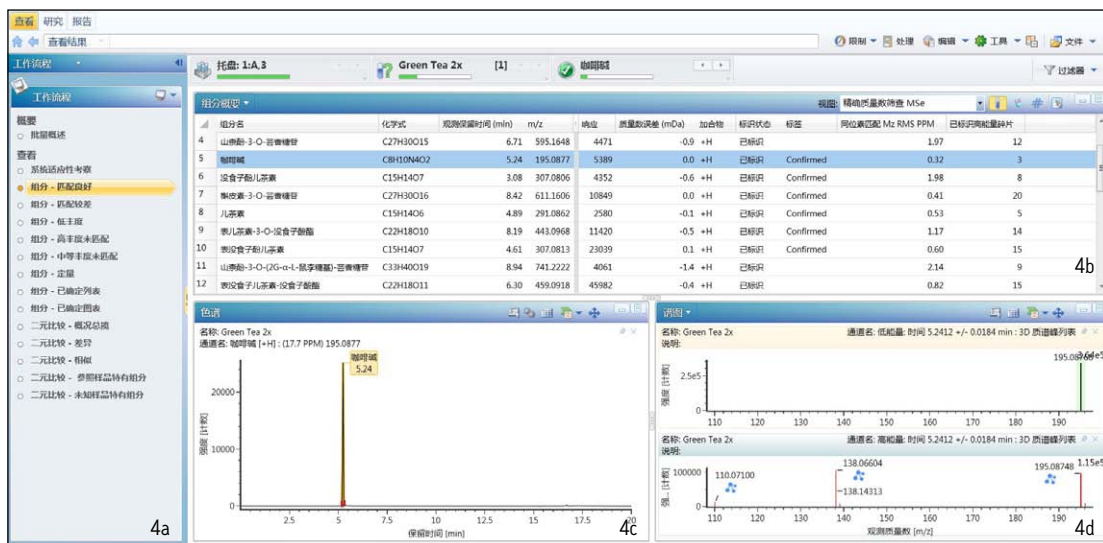 查看 研究 报告
查看结果
限制 处理 编辑 工具 文件
工作流程
托盘: 1:A,3 Green Tea 2x [1] 咖啡碱 过滤器
工作流程
概要
批量概述
查看
系统适应性考察
组分 - 匹配良好
组分 - 匹配较差
组分 - 低丰度
组分 - 高丰度未匹配
组分 - 中等丰度未匹配
组分 - 定量
组分 - 已确定列表
组分 - 已确定图表
二元比较 - 概况总揽
二元比较 - 差异
二元比较 - 相似
二元比较 - 参照样品特有组分
二元比较 - 未知样品特有组分
4a
组分概要 视图: 精确质量数筛查 MSe
组分名 化学式 观测保留时间 (min) m/z 响应 质量数误差 (mDa) 加合物 标识状态 标签 同位素匹配 Mz RMS PPM 已标识高能量碎片
4 山柰酚-3-O-芸香糖苷 C27H30O15 6.71 595.1648 4471 -0.9 +H 已标识 1.97 12
5 咖啡碱 C8H10N4O2 5.24 195.0877 5389 0.0 +H 已标识 Confirmed 0.32 3
6 没食子酚儿茶素 C15H14O7 3.08 307.0806 4352 -0.6 +H 已标识 Confirmed 1.98 8
7 槲皮素-3-O-芸香糖苷 C27H30O16 8.42 611.1606 10849 0.0 +H 已标识 Confirmed 0.41 20
8 儿茶素 C15H14O6 4.89 291.0862 2580 -0.1 +H 已标识 Confirmed 0.53 5
9 表儿茶素-3-O-没食子酸酯 C22H18O10 8.19 443.0968 11420 -0.5 +H 已标识 Confirmed 1.17 14
10 表没食子酚儿茶素 C15H14O7 4.61 307.0813 23039 0.1 +H 已标识 Confirmed 0.60 15
11 山柰酚-3-O-(2G-α-L-鼠李糖基)-芸香糖苷 C33H40O19 8.94 741.2222 4061 -1.4 +H 已标识 2.14 9
12 表没食子儿茶素-没食子酸酯 C22H18O11 6.30 459.0918 45982 -0.4 +H 已标识 0.82 15
4b
色谱
名称: Green Tea 2x
通道名: 咖啡碱 [+H] : (17.7 PPM) 195.0877
咖啡碱
5.24
强度 [计数]
20000
10000
0
2.5 5 7.5 10 12.5 15 17.5 20
保留时间 [min]
4c
谱图
名称: Green Tea 2x 通道名: 低能量: 时间 5.2412 +/- 0.0184 min : 3D 质谱峰列表
说明:
强度 [计数]
2.5e5
0
110 120 130 140 150 160 170 180 190
名称: Green Tea 2x 通道名: 高能量: 时间 5.2412 +/- 0.0184 min : 3D 质谱峰列表
说明:
强... [计数]
100000
0
110.07100
138.06604
138.14313
195.08748
1.15e5
110 120 130 140 150 160 170 180 190
观测质量数 [m/z]
4d